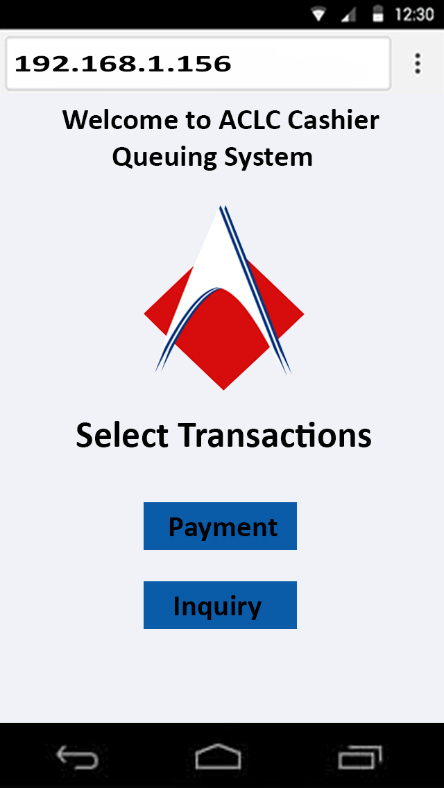 12:30
192.168.1.156
Welcome to ACLC Cashier
Queuing System
Select Transactions
Payment
Inquiry